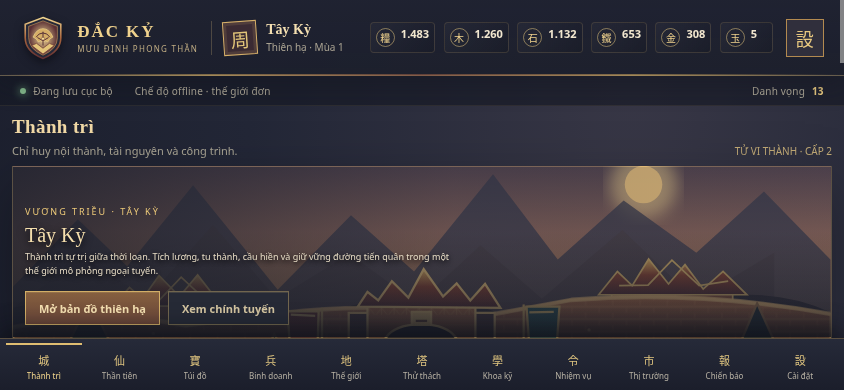 ĐẮC KỶ
MƯU ĐỊNH PHONG THẦN
周
Tây Kỳ
Thiên hạ · Mùa 1
糧 1.483
木 1.260
石 1.132
鐵 653
金 308
玉 5
設
Đang lưu cục bộ
Chế độ offline · thế giới đơn
Danh vọng 13
Thành trì
Chỉ huy nội thành, tài nguyên và công trình.
TỬ VI THÀNH · CẤP 2
VƯƠNG TRIỀU · TÂY KỲ
Tây Kỳ
Thành trì tự trị giữa thời loạn. Tích lương, tu thành, cầu hiền và giữ vững đường tiến quân trong một
thế giới mô phỏng ngoại tuyến.
Mở bản đồ thiên hạ
Xem chính tuyến
城 仙 寶 兵 地 塔 學 令 市 報 設
Thành trì Thần tiên Túi đồ Binh doanh Thế giới Thử thách Khoa kỹ Nhiệm vụ Thị trường Chiến báo Cài đặt